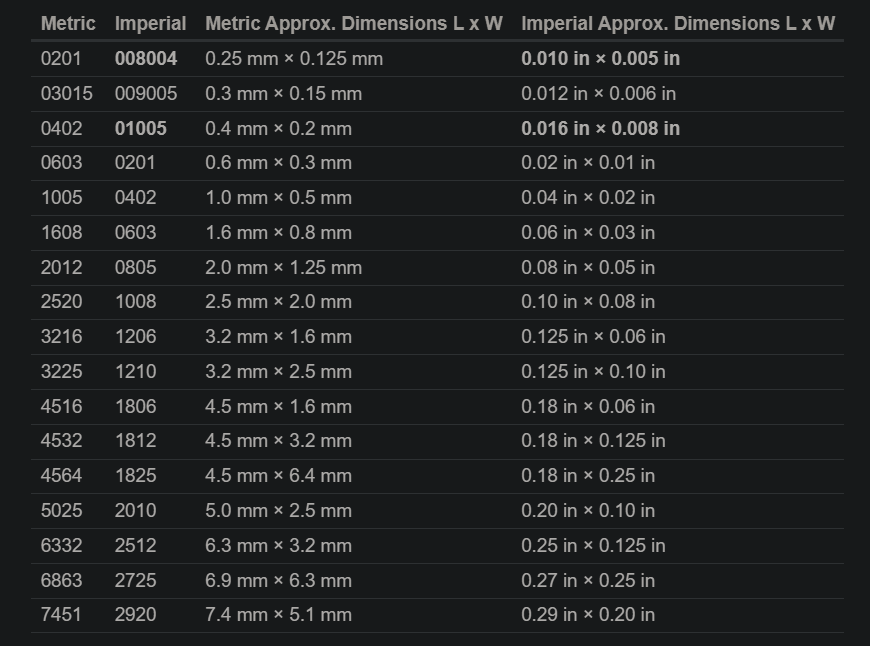 Metric Imperial Metric Approx. Dimensions L x W Imperial Approx. Dimensions L x W
0201 008004 0.25 mm × 0.125 mm 0.010 in × 0.005 in
03015 009005 0.3 mm × 0.15 mm 0.012 in × 0.006 in
0402 01005 0.4 mm × 0.2 mm 0.016 in × 0.008 in
0603 0201 0.6 mm × 0.3 mm 0.02 in × 0.01 in
1005 0402 1.0 mm × 0.5 mm 0.04 in × 0.02 in
1608 0603 1.6 mm × 0.8 mm 0.06 in × 0.03 in
2012 0805 2.0 mm × 1.25 mm 0.08 in × 0.05 in
2520 1008 2.5 mm × 2.0 mm 0.10 in × 0.08 in
3216 1206 3.2 mm × 1.6 mm 0.125 in × 0.06 in
3225 1210 3.2 mm × 2.5 mm 0.125 in × 0.10 in
4516 1806 4.5 mm × 1.6 mm 0.18 in × 0.06 in
4532 1812 4.5 mm × 3.2 mm 0.18 in × 0.125 in
4564 1825 4.5 mm × 6.4 mm 0.18 in × 0.25 in
5025 2010 5.0 mm × 2.5 mm 0.20 in × 0.10 in
6332 2512 6.3 mm × 3.2 mm 0.25 in × 0.125 in
6863 2725 6.9 mm × 6.3 mm 0.27 in × 0.25 in
7451 2920 7.4 mm × 5.1 mm 0.29 in × 0.20 in